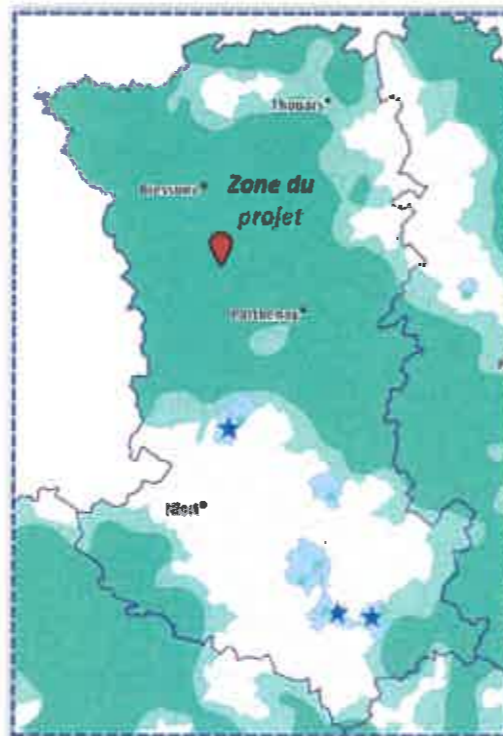 Thouars
Bressuire
Zone du
projet
Parthenay
Niort